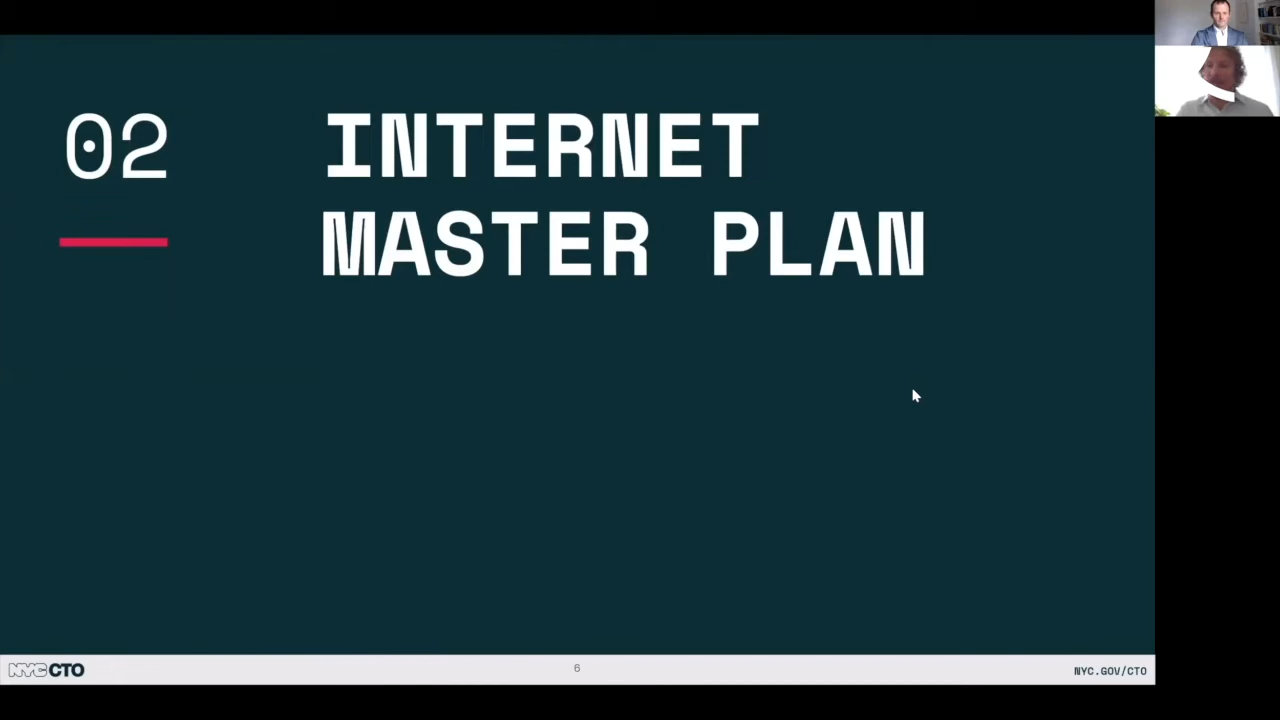 02
INTERNET
MASTER PLAN
NYC CTO
6
NYC.GOV/CTO